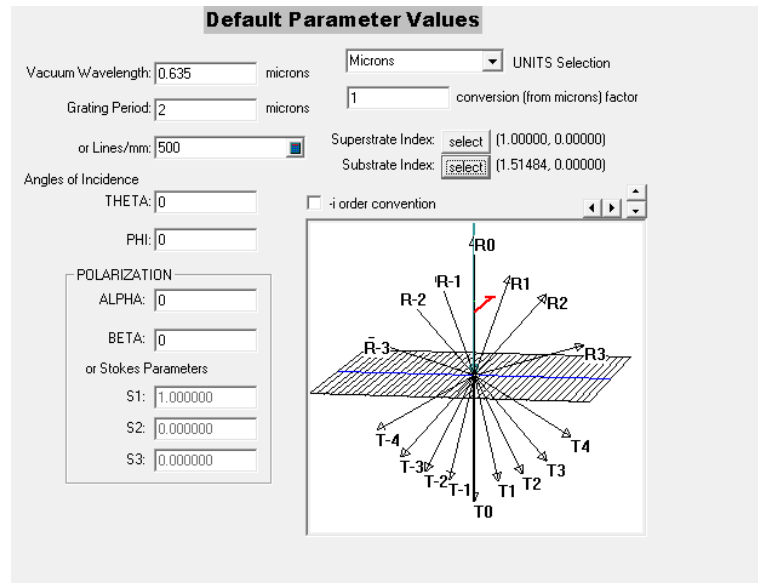 Default Parameter Values
Vacuum Wavelength: 0.635 microns
Microns UNITS Selection
Grating Period: 2 microns
1 conversion (from microns) factor
or Lines/mm: 500
Superstrate Index: select (1.00000, 0.00000)
Substrate Index: select (1.51484, 0.00000)
Angles of Incidence
THETA: 0
-i order convention
PHI: 0
POLARIZATION
ALPHA: 0
BETA: 0
or Stokes Parameters
S1: 1.000000
S2: 0.000000
S3: 0.000000
R0
R-1 R1
R-2 R2
R-3 R3
T-4 T4
T-3 T3
T-2 T2
T-1 T1
T0